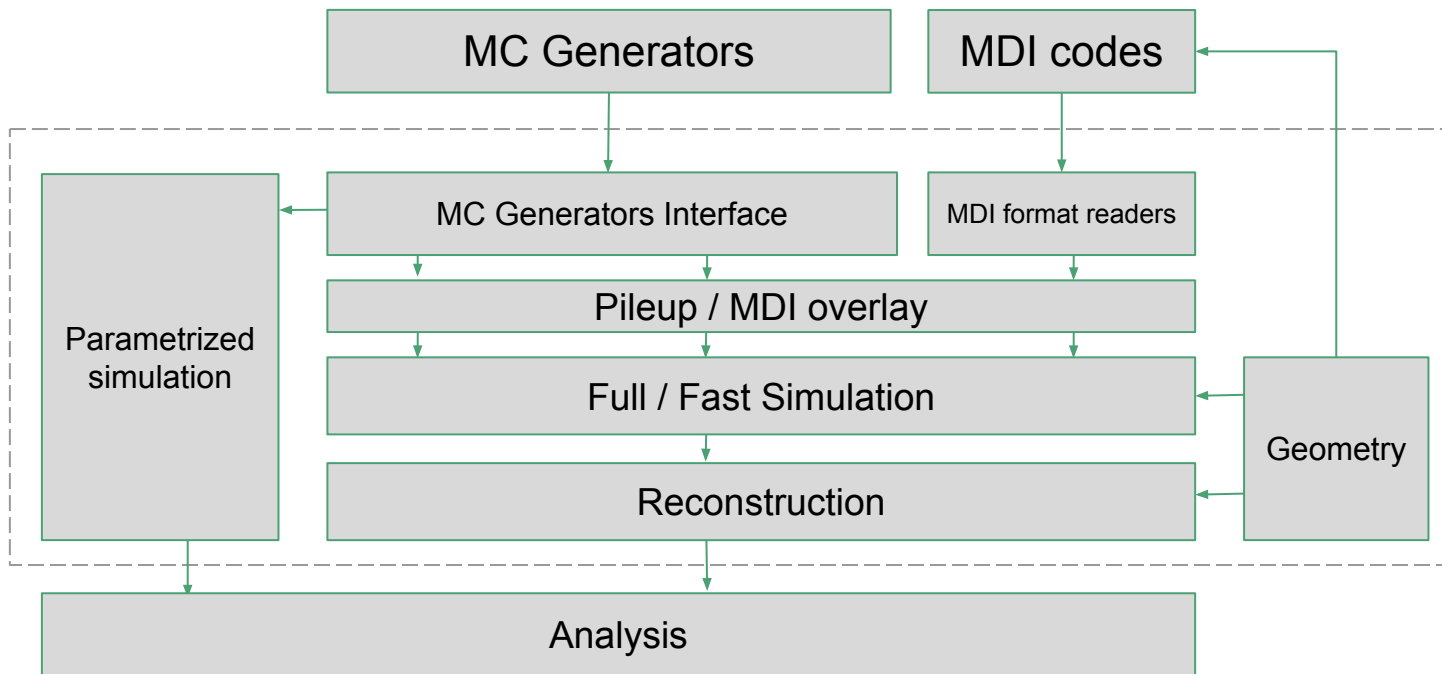 MC Generators
MDI codes
MC Generators Interface
MDI format readers
Pileup / MDI overlay
Parametrized
simulation
Full / Fast Simulation
Geometry
Reconstruction
Analysis